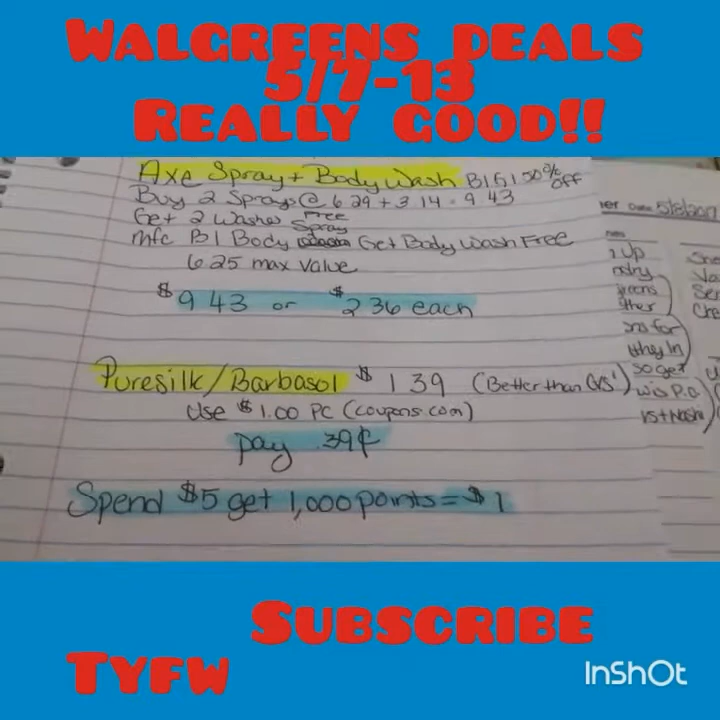 WALGREENS DEALS
5/7-13
REALLY GOOD!!
Axe Spray + Body Wash B1G1 50% off
Buy 2 Sprays @ 6 29 + 3 14 = 9 43
Get 2 Washes Free
Spray
mfc B1 Body Get Body Wash Free
6 25 max value
$9 43 or $2 36 each
Puresilk/Barbasol $1 39 (Better than CVS!)
Use $1.00 PC (coupons.com)
pay .39¢
Spend $5 get 1,000 points = $1
SUBSCRIBE
TYFW
InShOt